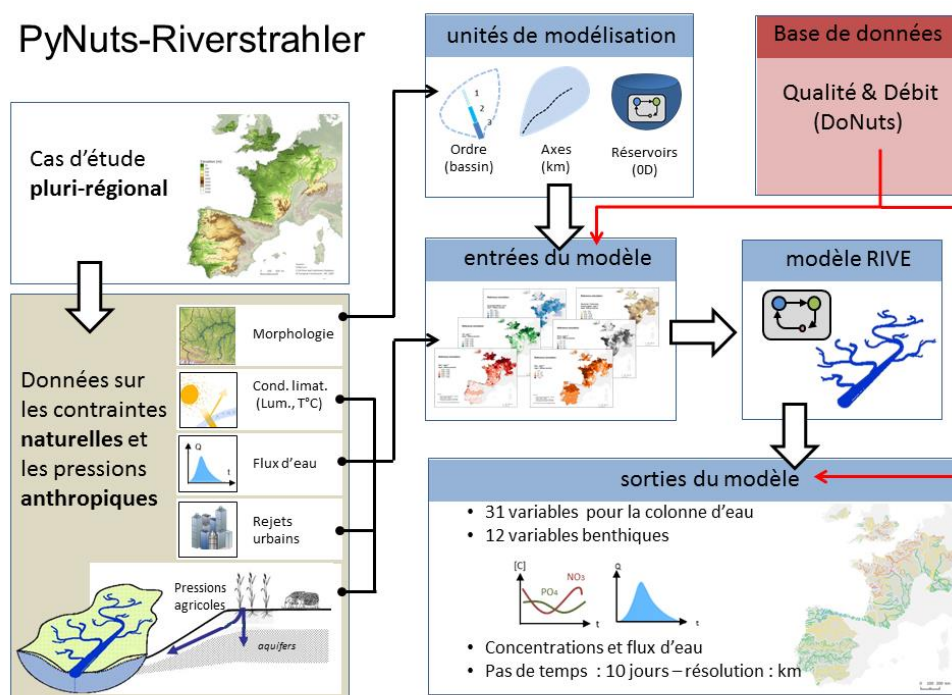 PyNuts-Riverstrahler
Cas d'étude
pluri-régional
Données sur
les contraintes
naturelles et
les pressions
anthropiques
Morphologie
Cond. limat.
(Lum., T°C)
Q
t
Flux d'eau
Rejets
urbains
Pressions
agricoles
aquifers
unités de modélisation
1
2
3
Ordre
(bassin)
Axes
(km)
Réservoirs
(0D)
Base de données
Qualité & Débit
(DoNuts)
entrées du modèle
modèle RIVE
sorties du modèle
• 31 variables pour la colonne d'eau
• 12 variables benthiques
[C]
NO3
PO4
t
Q
t
• Concentrations et flux d'eau
• Pas de temps : 10 jours – résolution : km